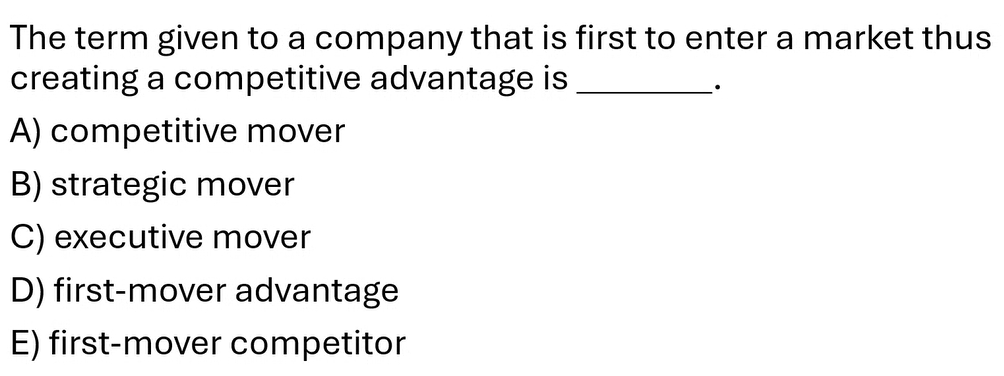 The term given to a company that is first to enter a market thus
creating a competitive advantage is ________.
A) competitive mover
B) strategic mover
C) executive mover
D) first-mover advantage
E) first-mover competitor